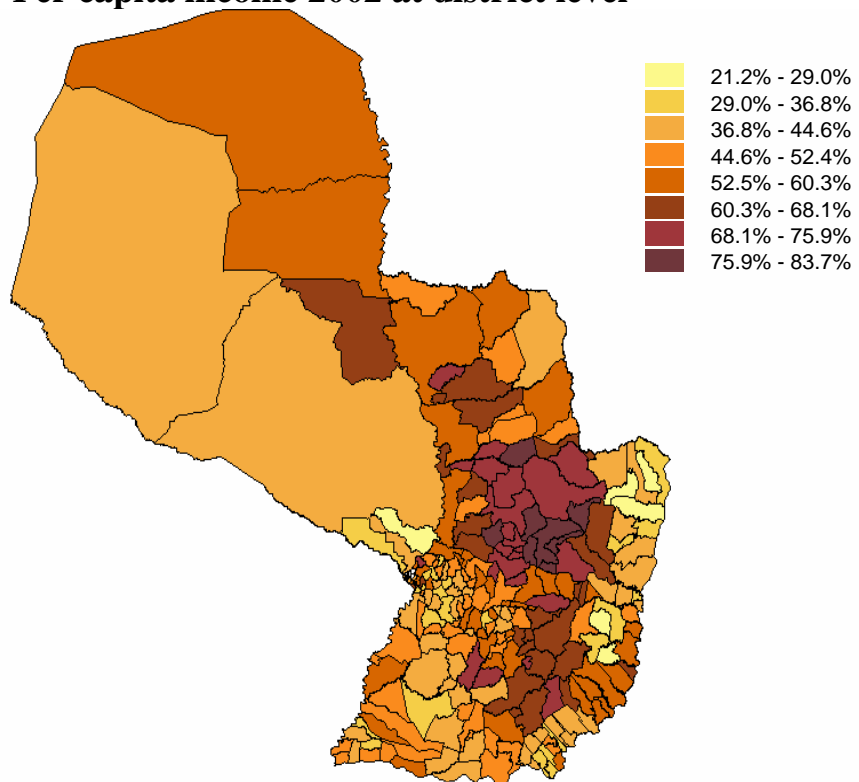 Per capita income 2002 at district level
21.2% - 29.0%
29.0% - 36.8%
36.8% - 44.6%
44.6% - 52.4%
52.5% - 60.3%
60.3% - 68.1%
68.1% - 75.9%
75.9% - 83.7%